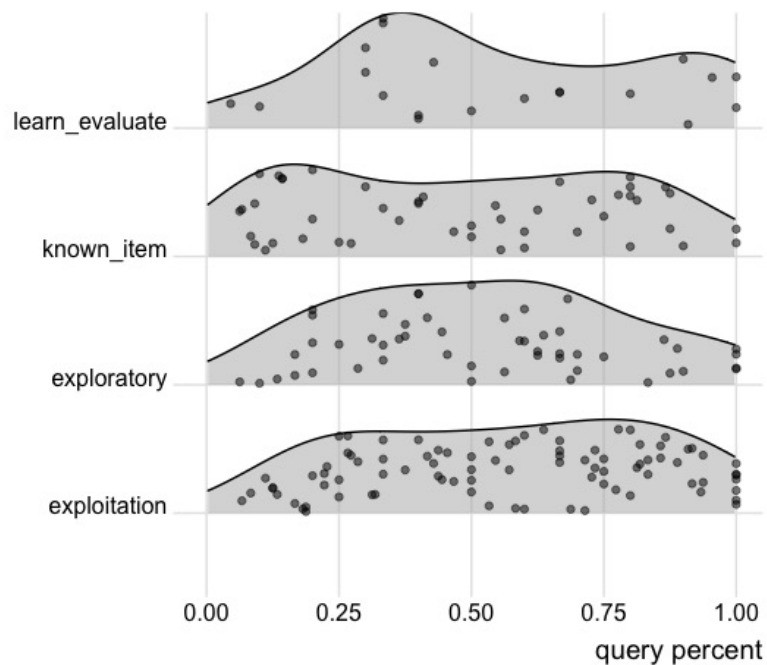 learn_evaluate
known_item
exploratory
exploitation
0.00 0.25 0.50 0.75 1.00
query percent